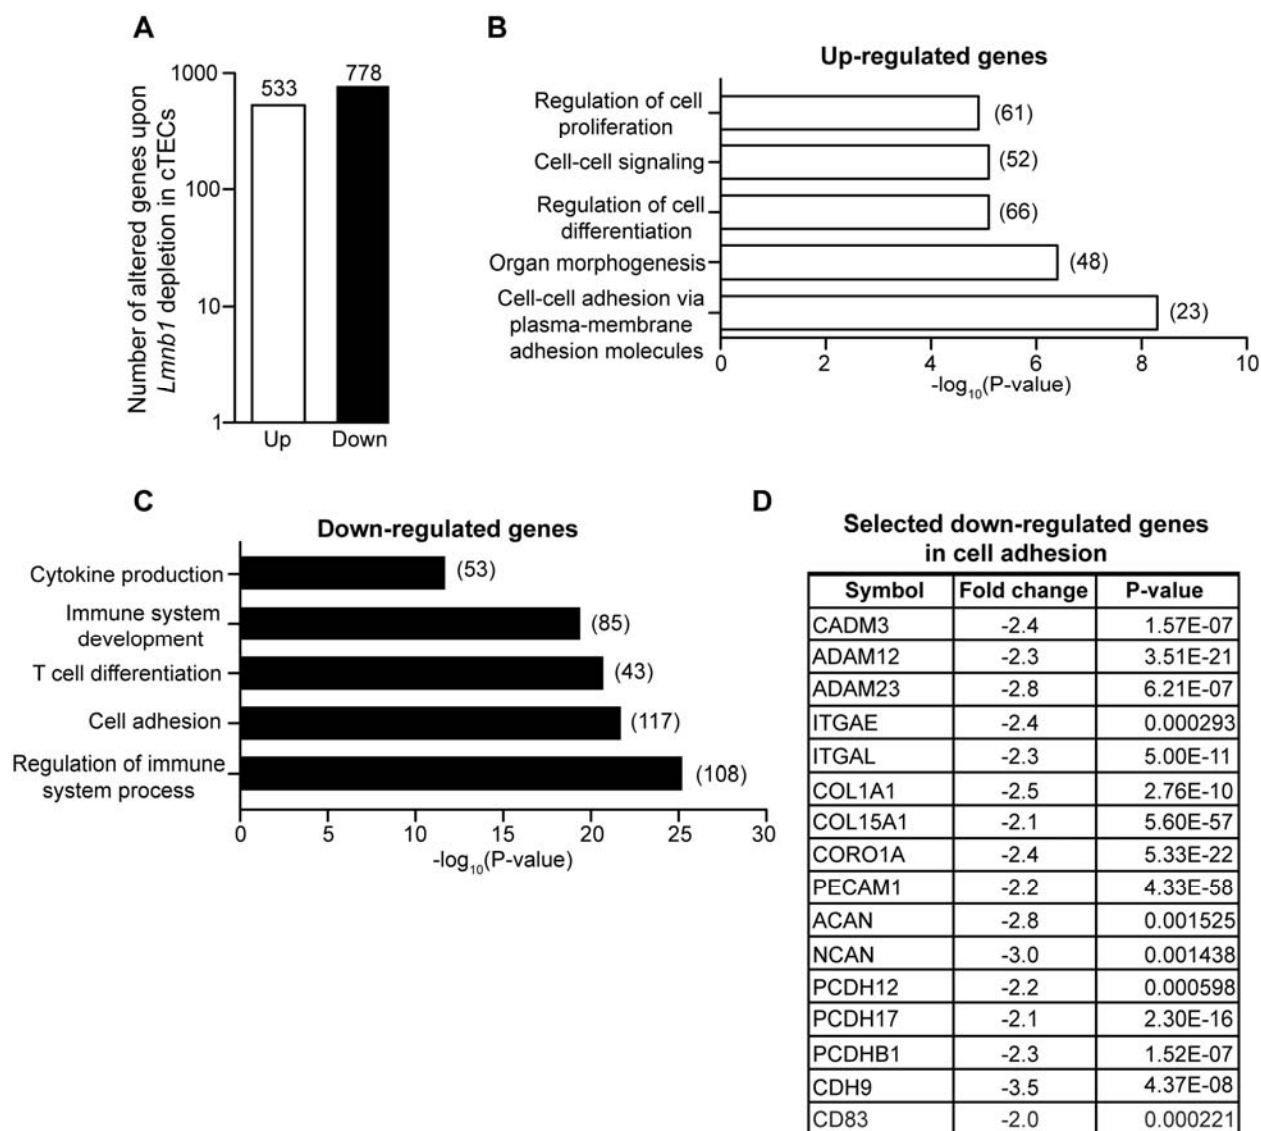 A
Number of altered genes upon
Lmnb1 depletion in cTECs
1000
100
10
1
533
778
Up
Down
B
Up-regulated genes
Regulation of cell
proliferation
(61)
Cell-cell signaling
(52)
Regulation of cell
differentiation
(66)
Organ morphogenesis
(48)
Cell-cell adhesion via
plasma-membrane
adhesion molecules
(23)
0 2 4 6 8 10
-log10(P-value)
C
Down-regulated genes
Cytokine production
(53)
Immune system
development
(85)
T cell differentiation
(43)
Cell adhesion
(117)
Regulation of immune
system process
(108)
0 5 10 15 20 25 30
-log10(P-value)
D
Selected down-regulated genes
in cell adhesion
Symbol Fold change P-value
CADM3 -2.4 1.57E-07
ADAM12 -2.3 3.51E-21
ADAM23 -2.8 6.21E-07
ITGAE -2.4 0.000293
ITGAL -2.3 5.00E-11
COL1A1 -2.5 2.76E-10
COL15A1 -2.1 5.60E-57
CORO1A -2.4 5.33E-22
PECAM1 -2.2 4.33E-58
ACAN -2.8 0.001525
NCAN -3.0 0.001438
PCDH12 -2.2 0.000598
PCDH17 -2.1 2.30E-16
PCDHB1 -2.3 1.52E-07
CDH9 -3.5 4.37E-08
CD83 -2.0 0.000221